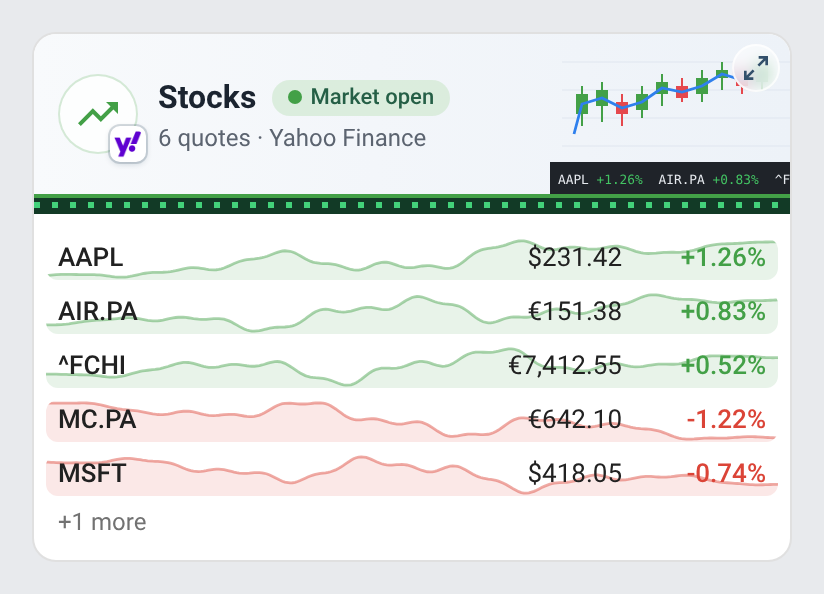 Stocks
Market open
y!
6 quotes · Yahoo Finance
AAPL +1.26% AIR.PA +0.83% ^F
AAPL $231.42 +1.26%
AIR.PA €151.38 +0.83%
^FCHI €7,412.55 +0.52%
MC.PA €642.10 -1.22%
MSFT $418.05 -0.74%
+1 more